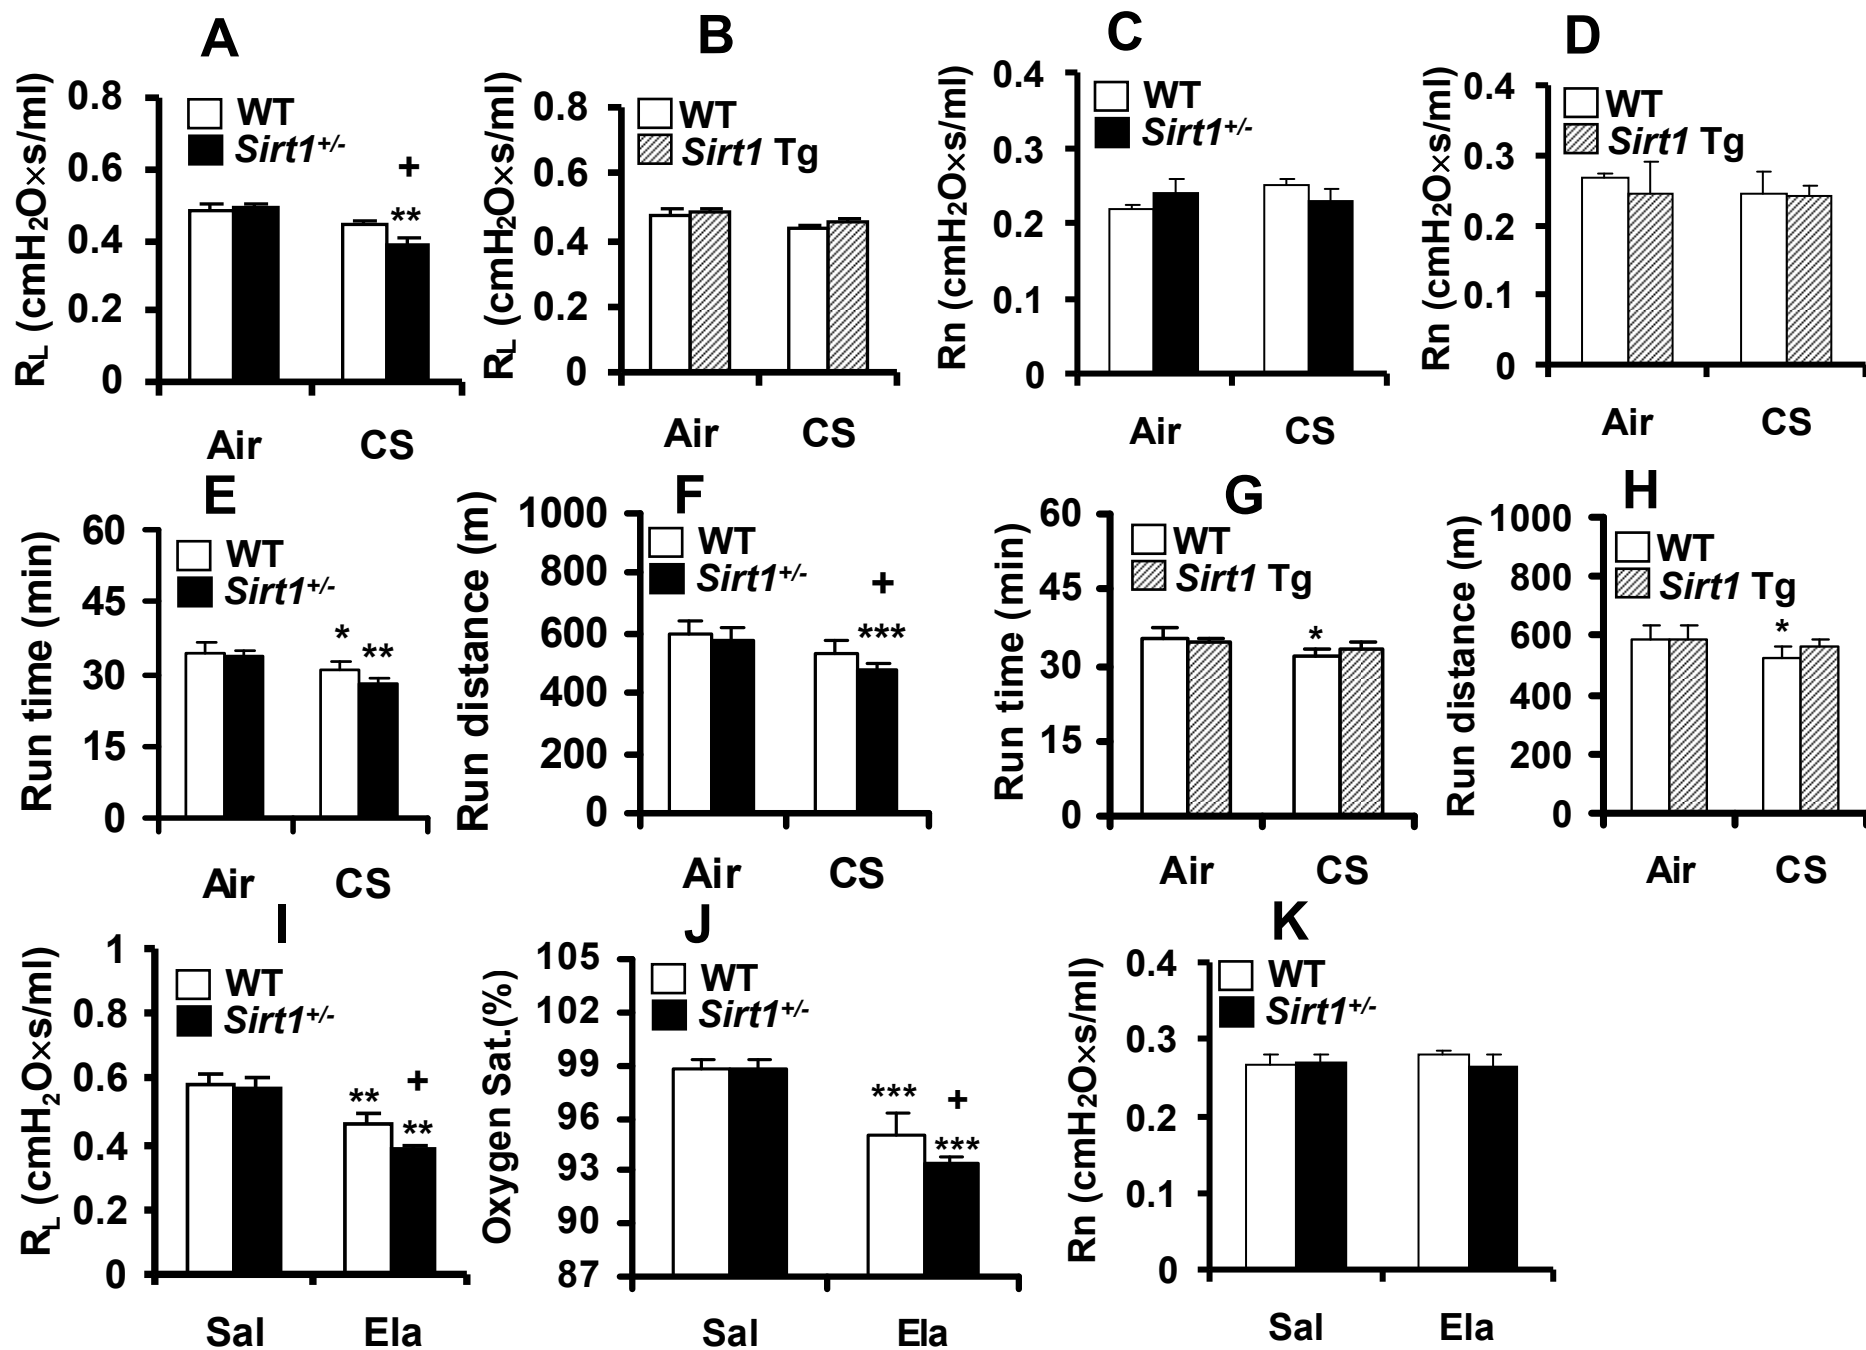 A
R_L (cmH₂O×s/ml)
0.8
0.6
0.4
0.2
0
WT
Sirt1⁺/⁻
+
**
Air
CS
B
R_L (cmH₂O×s/ml)
0.8
0.6
0.4
0.2
0
WT
Sirt1 Tg
Air
CS
C
Rn (cmH₂O×s/ml)
0.4
0.3
0.2
0.1
0
WT
Sirt1⁺/⁻
Air
CS
D
Rn (cmH₂O×s/ml)
0.4
0.3
0.2
0.1
0
WT
Sirt1 Tg
Air
CS
E
Run time (min)
60
45
30
15
0
WT
Sirt1⁺/⁻
*
**
Air
CS
F
Run distance (m)
1000
800
600
400
200
0
WT
Sirt1⁺/⁻
+
***
Air
CS
G
Run time (min)
60
45
30
15
0
WT
Sirt1 Tg
*
Air
CS
H
Run distance (m)
1000
800
600
400
200
0
WT
Sirt1 Tg
*
Air
CS
I
R_L (cmH₂O×s/ml)
1
0.8
0.6
0.4
0.2
0
WT
Sirt1⁺/⁻
**
+
**
Sal
Ela
J
Oxygen Sat.(%)
105
102
99
96
93
90
87
WT
Sirt1⁺/⁻
***
+
***
Sal
Ela
K
Rn (cmH₂O×s/ml)
0.4
0.3
0.2
0.1
0
WT
Sirt1⁺/⁻
Sal
Ela